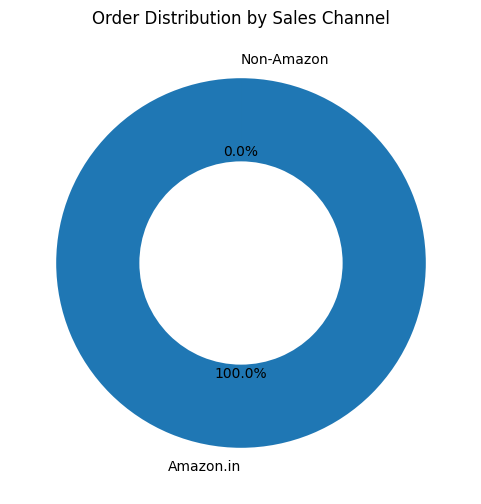 Order Distribution by Sales Channel
Non-Amazon
0.0%
100.0%
Amazon.in